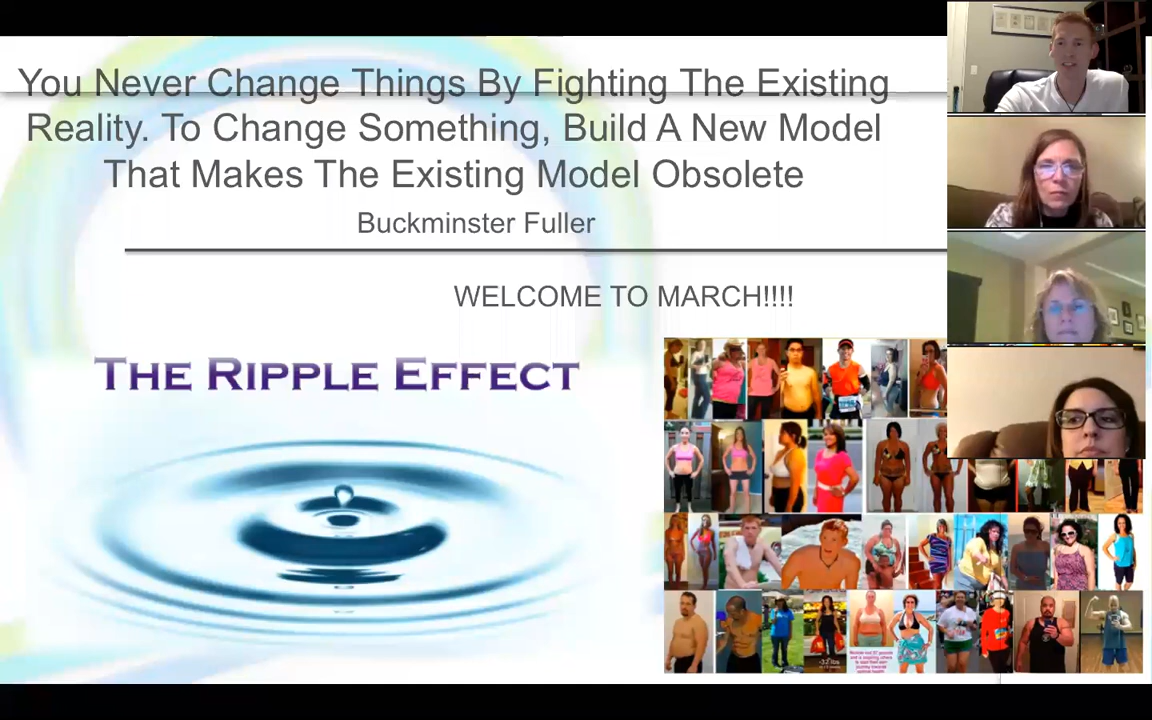 You Never Change Things By Fighting The Existing
Reality. To Change Something, Build A New Model
That Makes The Existing Model Obsolete
Buckminster Fuller
WELCOME TO MARCH!!!!
THE RIPPLE EFFECT